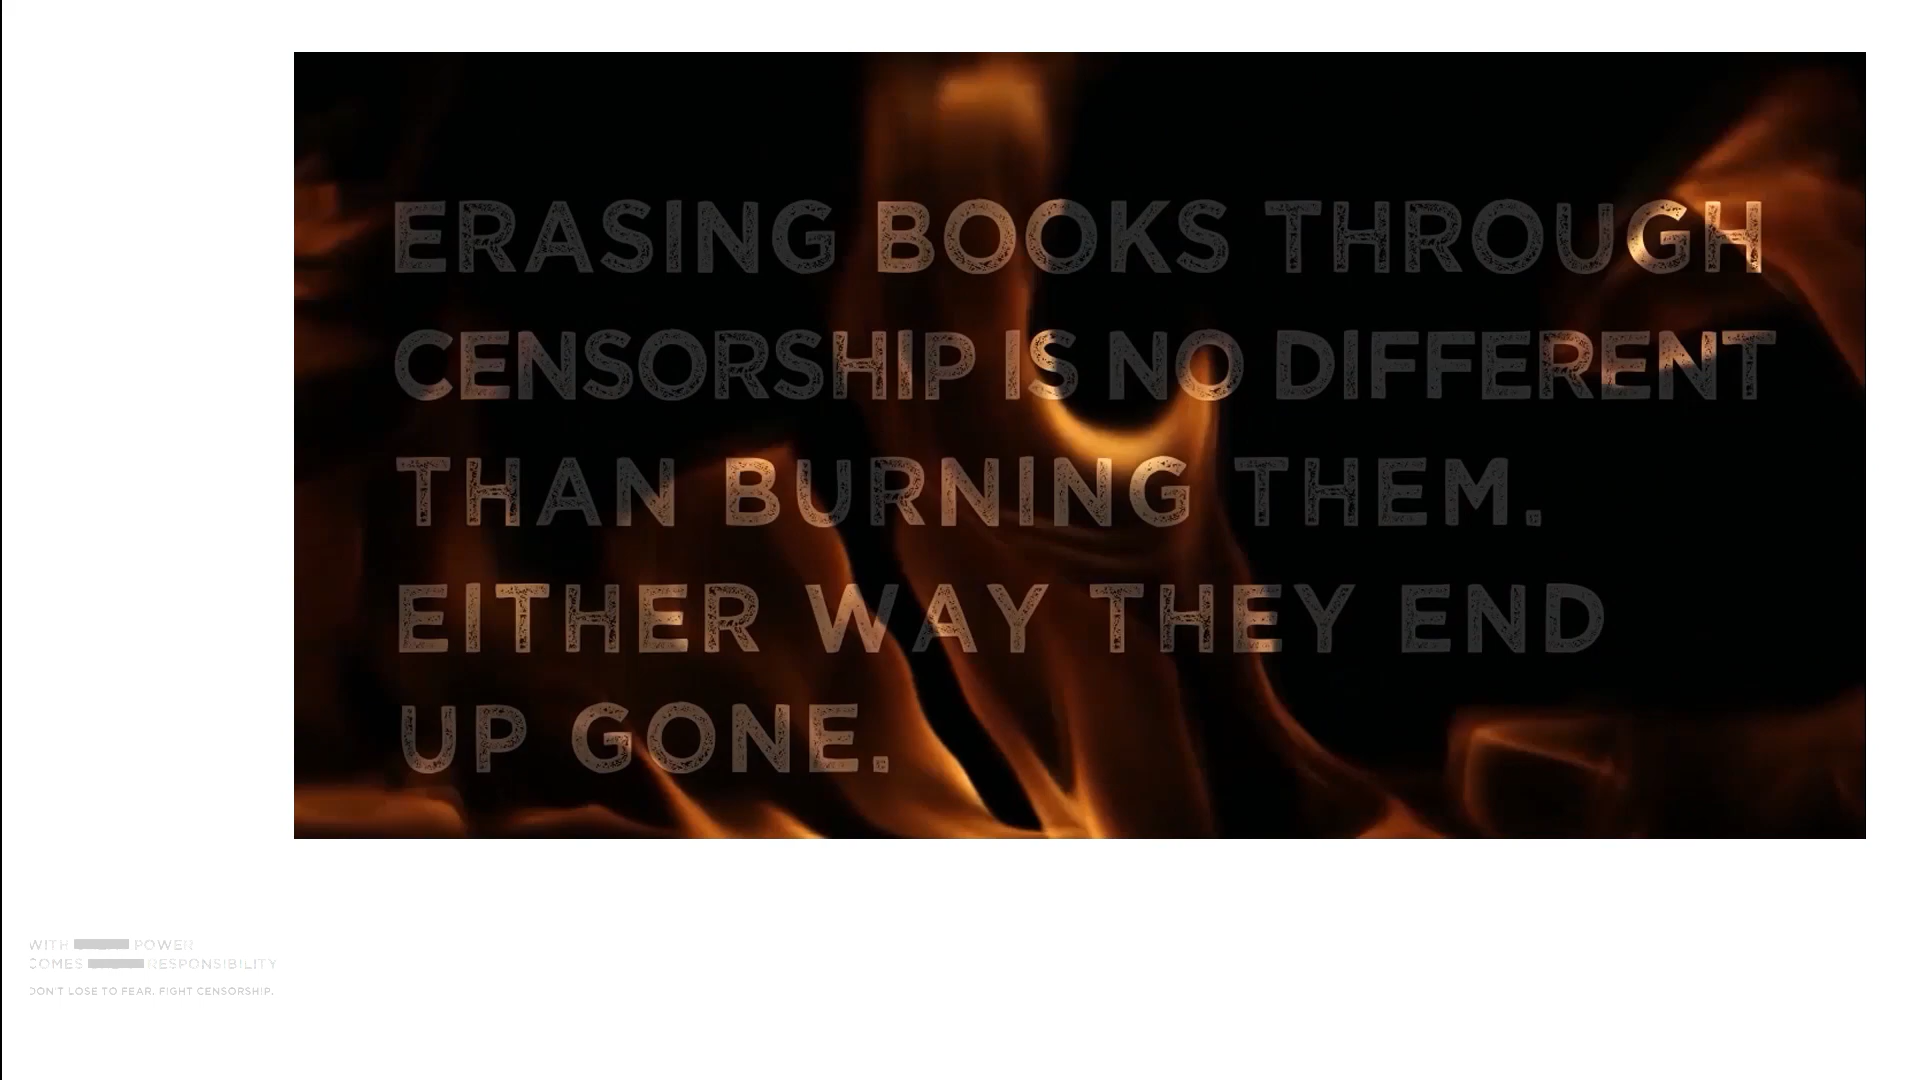 ERASING BOOKS THROUGH
CENSORSHIP IS NO DIFFERENT
THAN BURNING THEM.
EITHER WAY THEY END
UP GONE.
WITH POWER
COMES RESPONSIBILITY
DON'T LOSE TO FEAR. FIGHT CENSORSHIP.